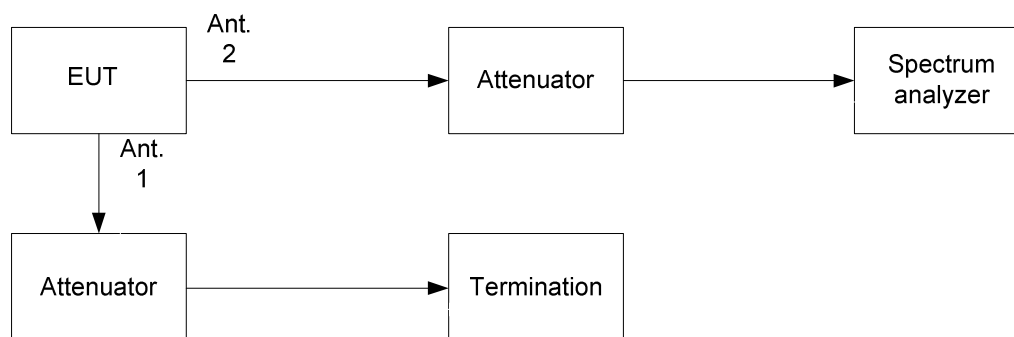 EUT
Ant.
2
Attenuator
Spectrum
analyzer
Ant.
1
Attenuator
Termination